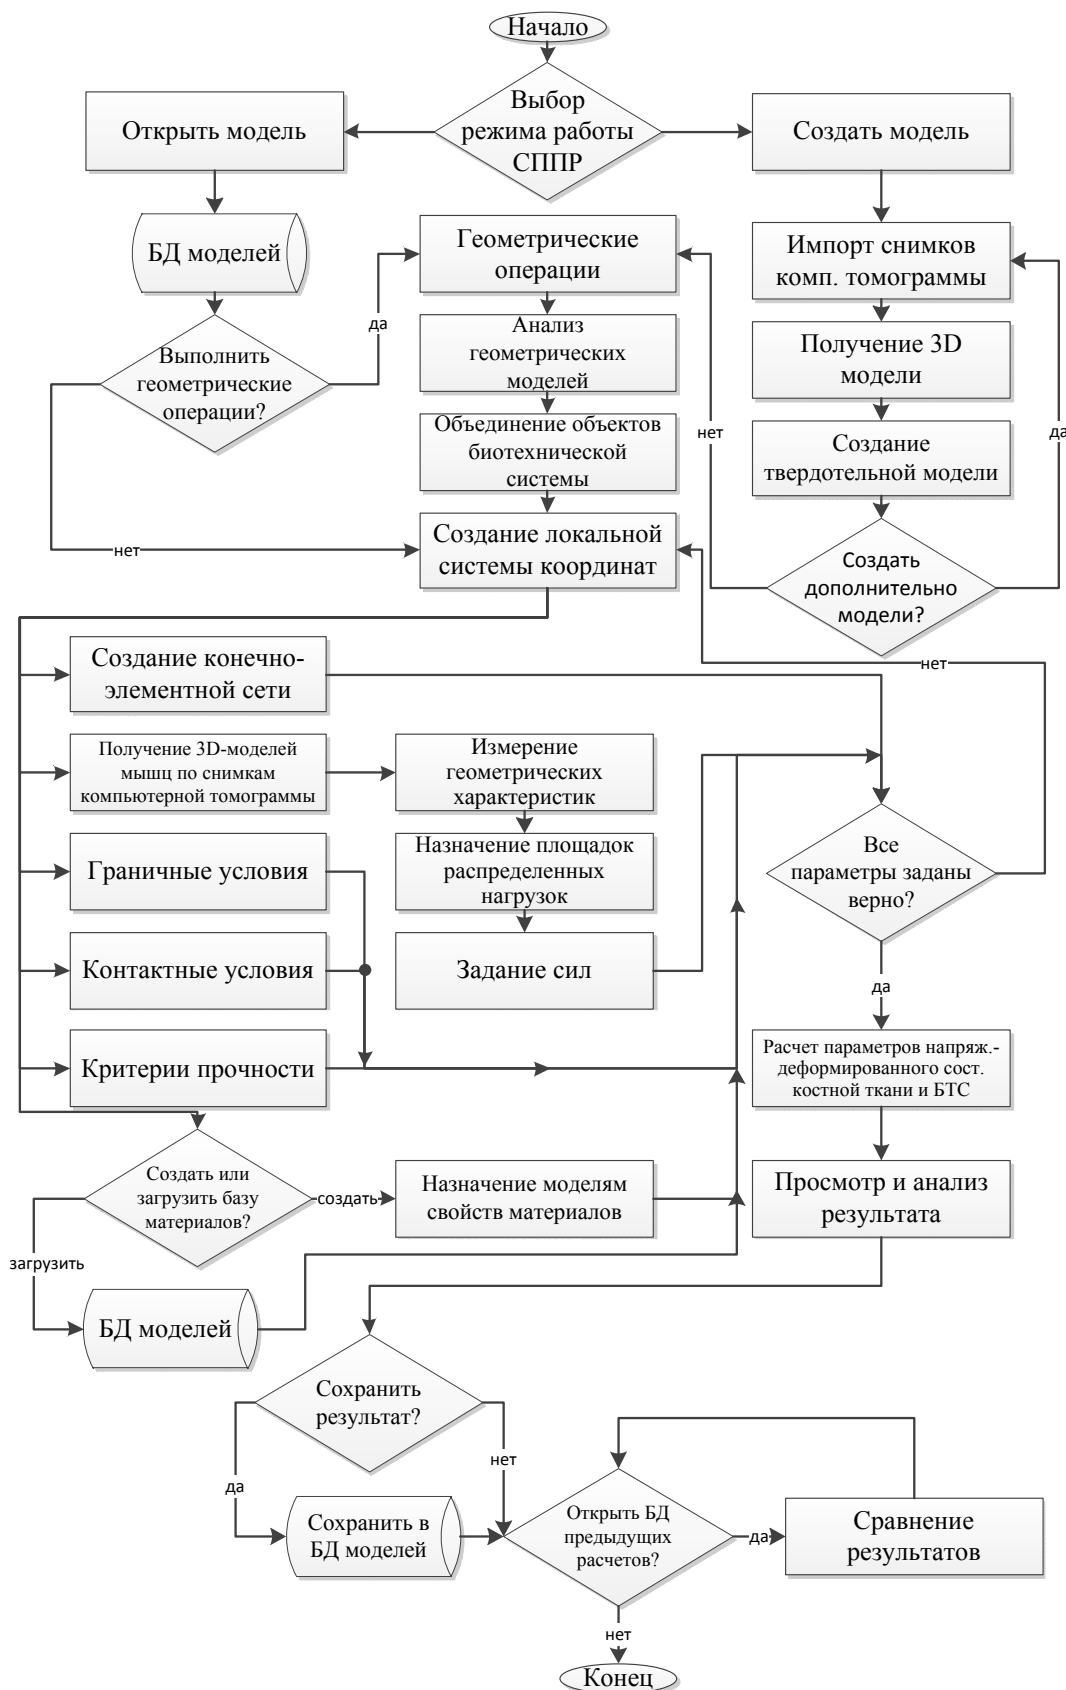 Начало
Выбор
режима работы
СППР
Открыть модель
Создать модель
БД моделей
Геометрические
операции
Импорт снимков
комп. томограммы
да
Анализ
геометрических
моделей
Получение 3D
модели
Выполнить
геометрические
операции?
Объединение объектов
биотехнической
системы
нет
Создание
твердотельной модели
да
нет
Создание локальной
системы координат
Создать
дополнительно
модели?
нет
Создание конечно-
элементной сети
Получение 3D-моделей
мышц по снимкам
компьютерной томограммы
Измерение
геометрических
характеристик
Граничные условия
Назначение площадок
распределенных
нагрузок
Все
параметры заданы
верно?
Контактные условия
Задание сил
да
Критерии прочности
Расчет параметров напряж.-
деформированного сост.
костной ткани и БТС
Создать или
загрузить базу
материалов?
создать
Назначение моделям
свойств материалов
Просмотр и анализ
результата
загрузить
БД моделей
Сохранить
результат?
нет
да
Сохранить в
БД моделей
Открыть БД
предыдущих
расчетов?
да
Сравнение
результатов
нет
Конец